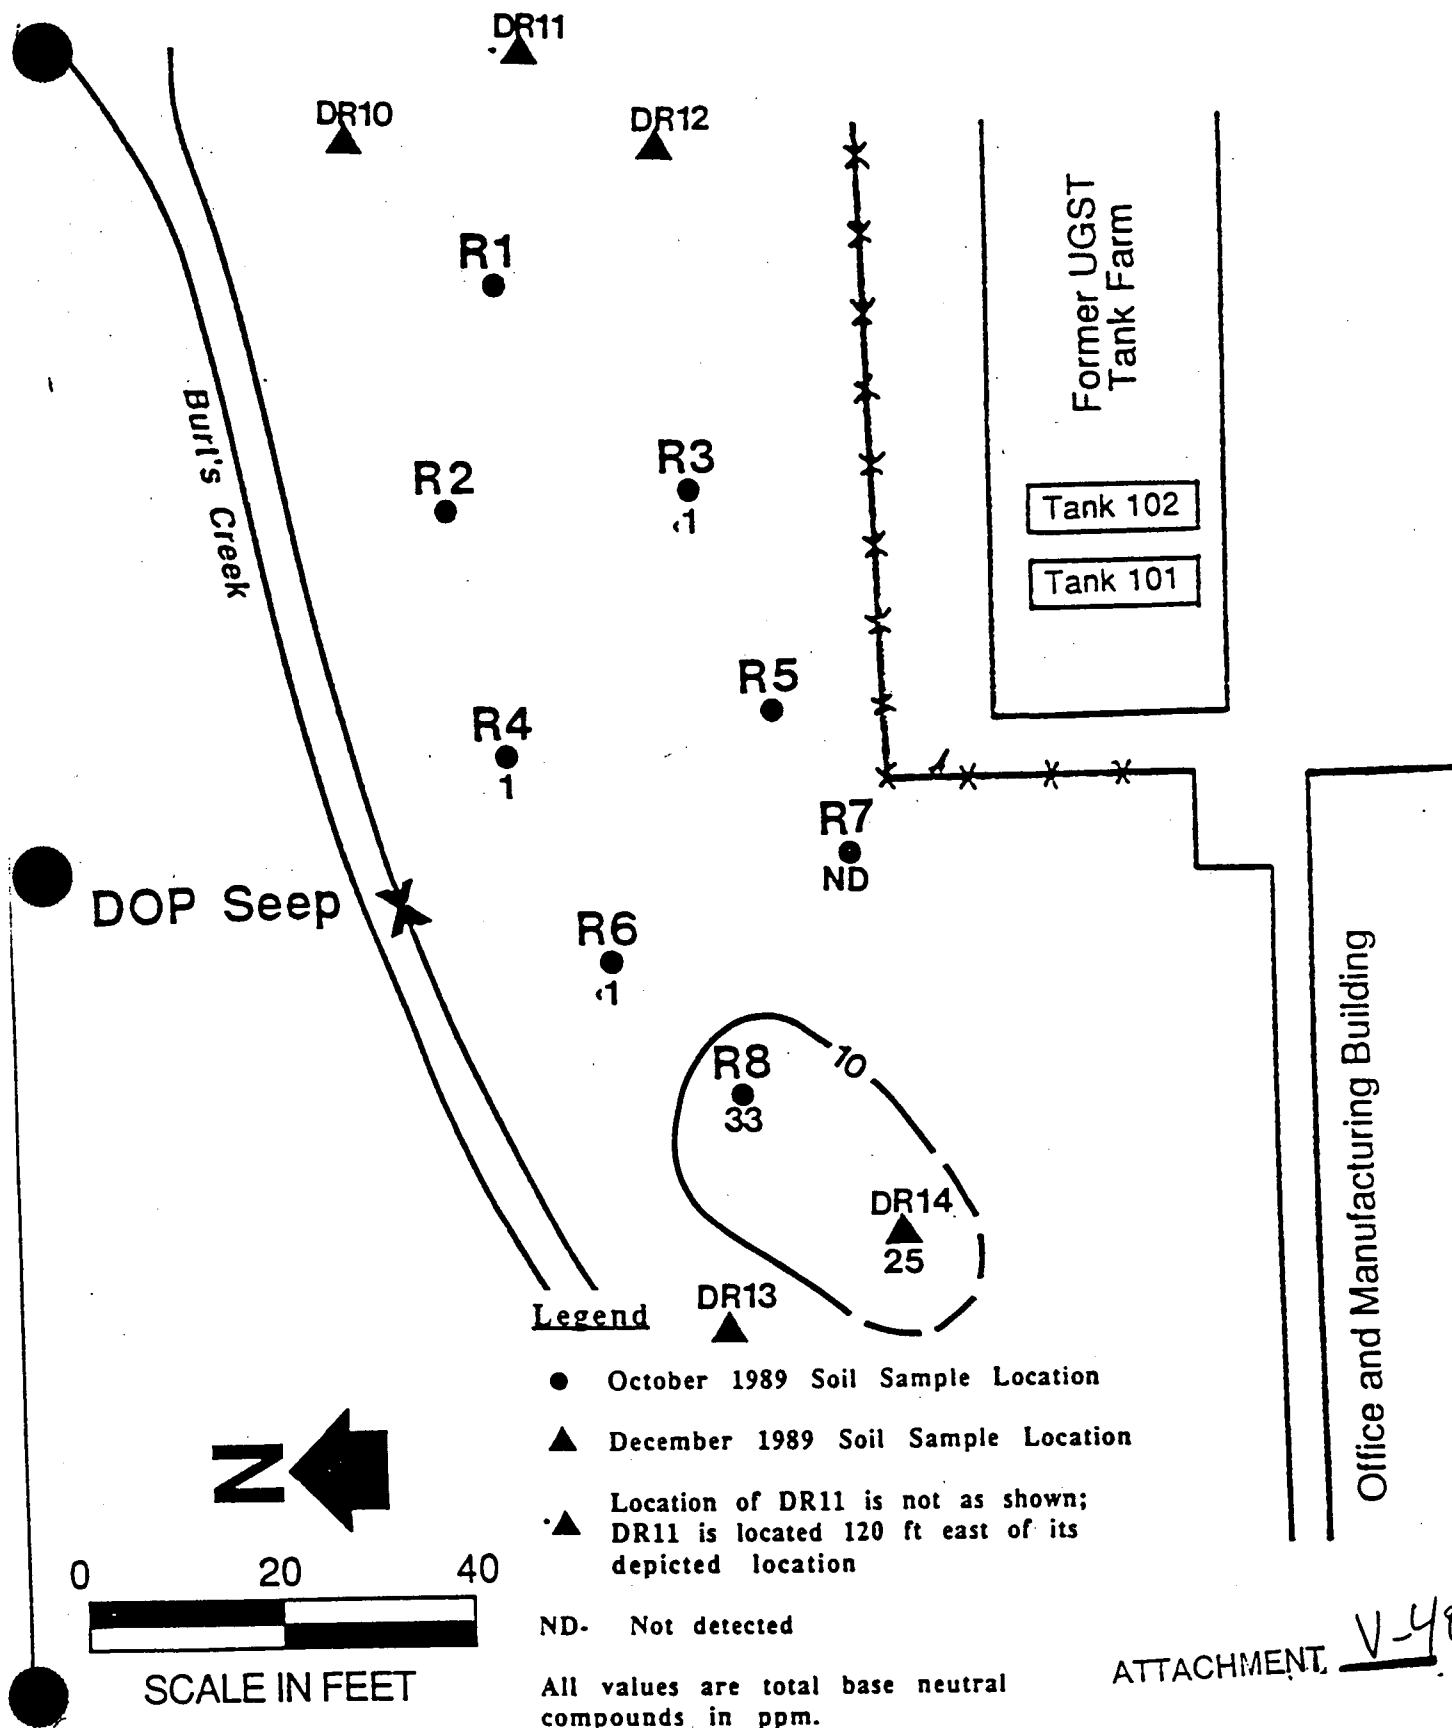 DR11
DR10
DR12
R1
Former UGST
Tank Farm
Burl's Creek
R2
R3
<1
Tank 102
Tank 101
R5
R4
1
R7
ND
DOP Seep
R6
<1
10
R8
33
DR14
25
DR13
Office and Manufacturing Building
Legend
October 1989 Soil Sample Location
December 1989 Soil Sample Location
Location of DR11 is not as shown;
DR11 is located 120 ft east of its
depicted location
N
0 20 40
SCALE IN FEET
ND- Not detected
All values are total base neutral
compounds in ppm.
ATTACHMENT V-48